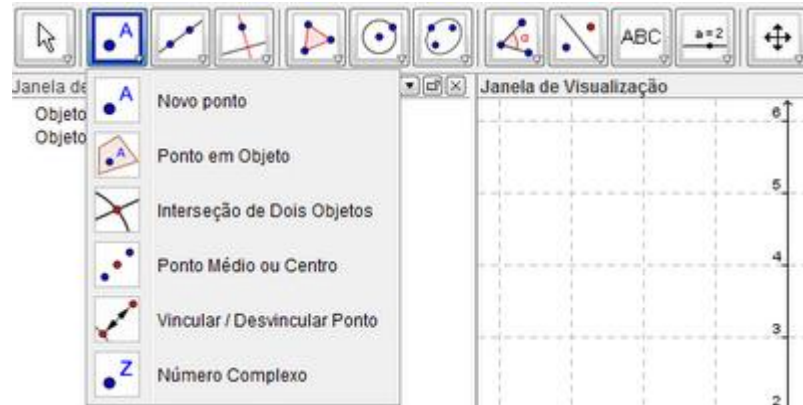 A
α
ABC
a=2
Janela de
Janela de Visualização
Objeto
Objeto
A
Novo ponto
A
Ponto em Objeto
Interseção de Dois Objetos
Ponto Médio ou Centro
Vincular / Desvincular Ponto
Z
Número Complexo
6
5
4
3
2